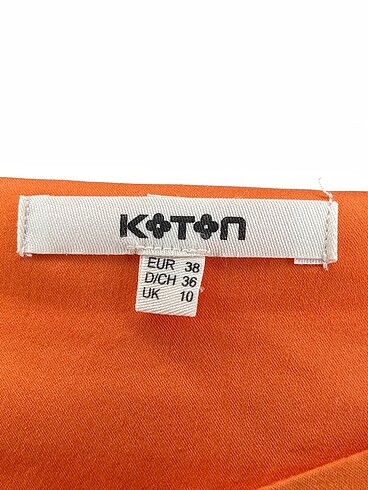 KOTON
EUR 38
D/CH 36
UK 10